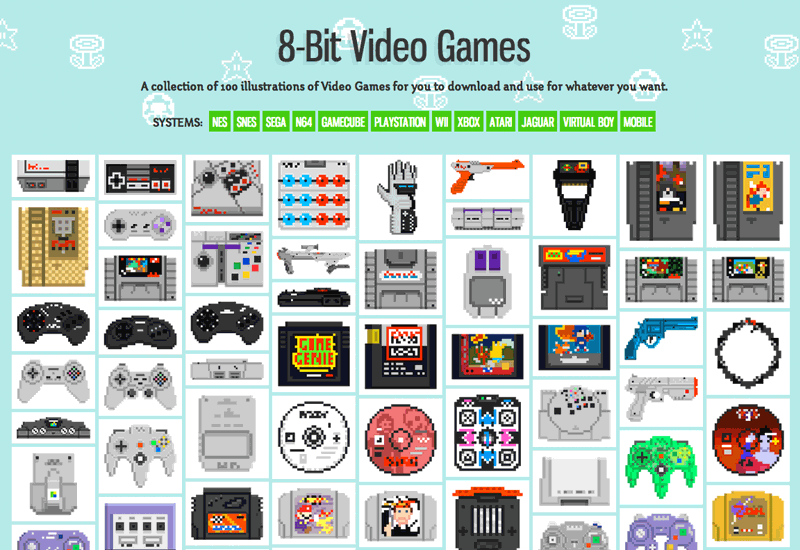 8-Bit Video Games
A collection of 100 illustrations of Video Games for you to download and use for whatever you want.
SYSTEMS: NES SNES SEGA N64 GAMECUBE PLAYSTATION WII XBOX ATARI JAGUAR VIRTUAL BOY MOBILE
GAME
GENIE